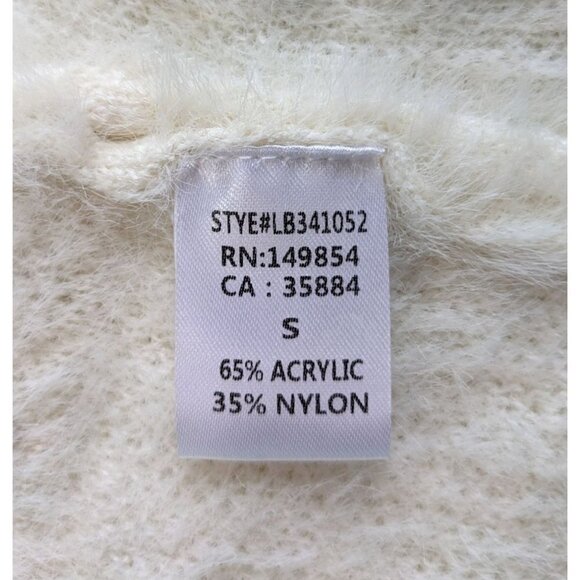 STYE#LB341052
RN:149854
CA : 35884
S
65% ACRYLIC
35% NYLON